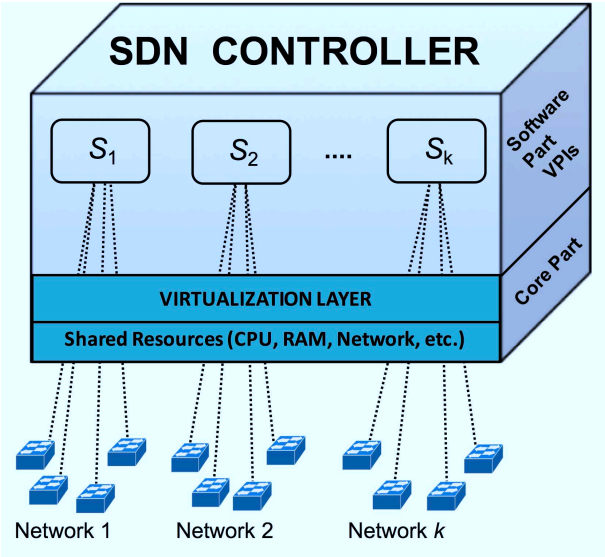 SDN CONTROLLER
S1
S2
....
Sk
Software
Part
VPIs
VIRTUALIZATION LAYER
Core Part
Shared Resources (CPU, RAM, Network, etc.)
Network 1
Network 2
Network k